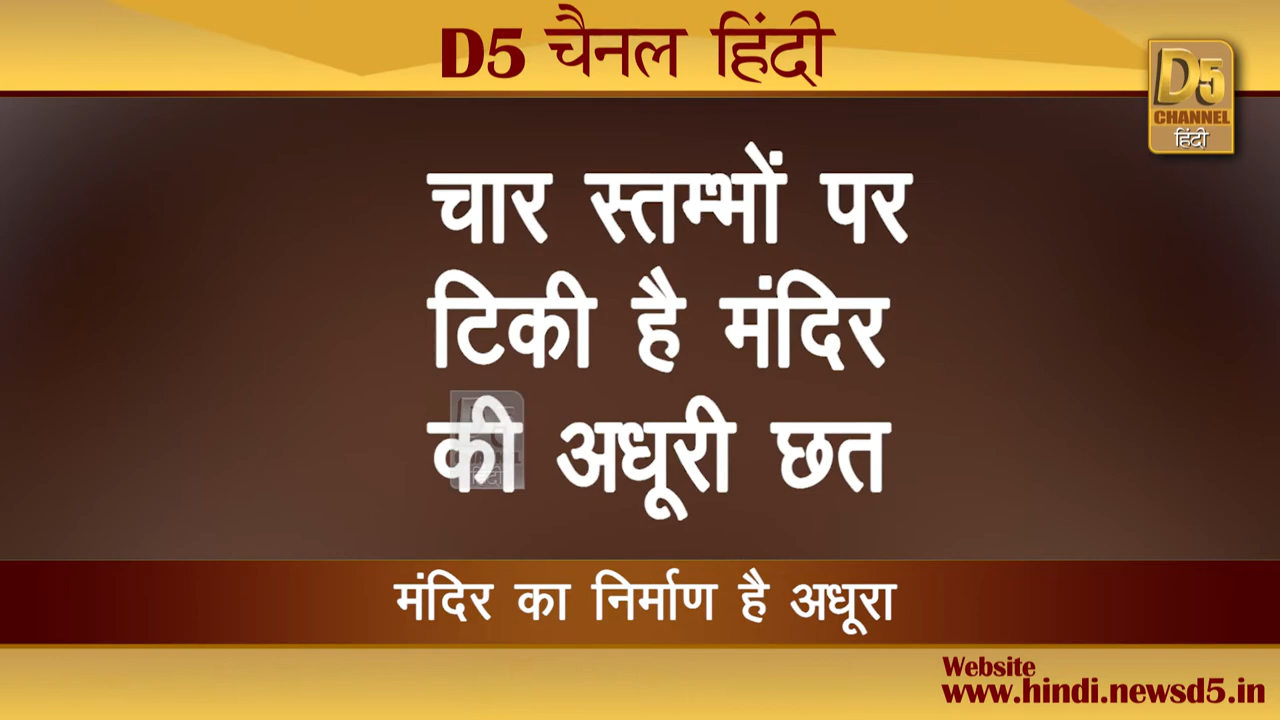 D5 चैनल हिंदी
D5
CHANNEL
हिंदी
चार स्तम्भों पर
टिकी है मंदिर
की अधूरी छत
मंदिर का निर्माण है अधूरा
Website
www.hindi.newsd5.in